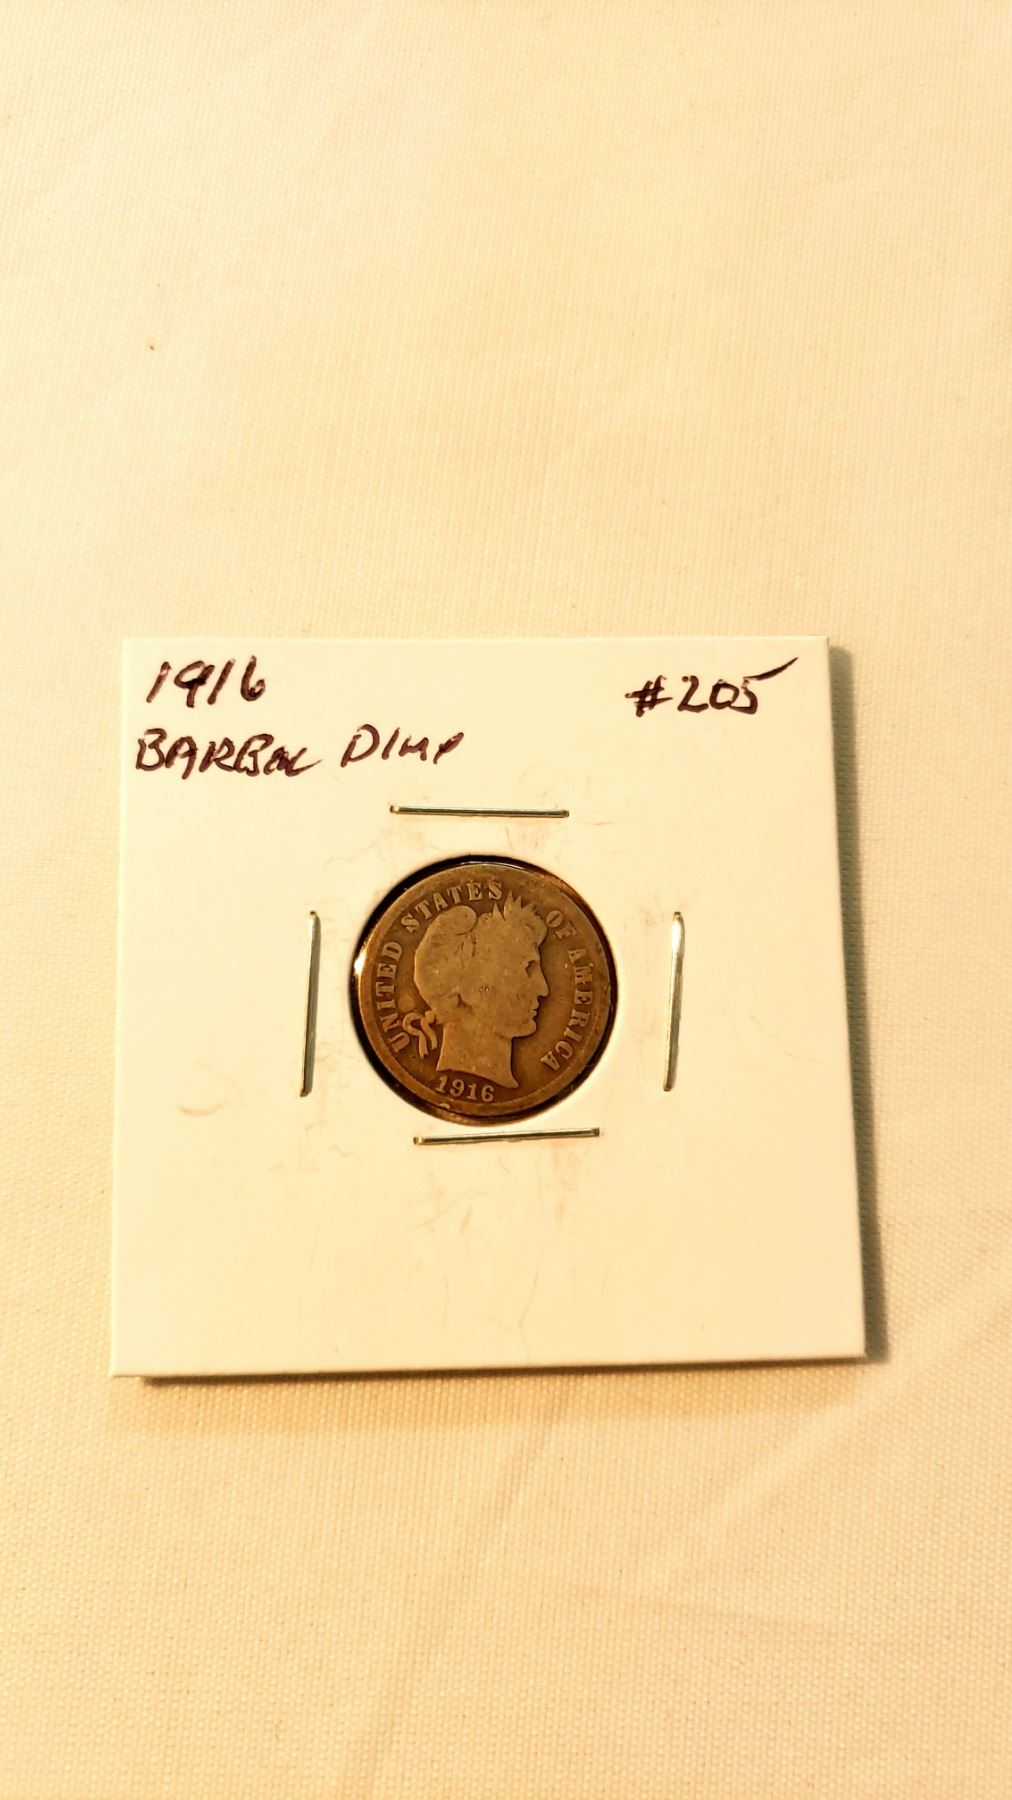 1916
#205
BARBER DIME
UNITED STATES OF AMERICA
1916